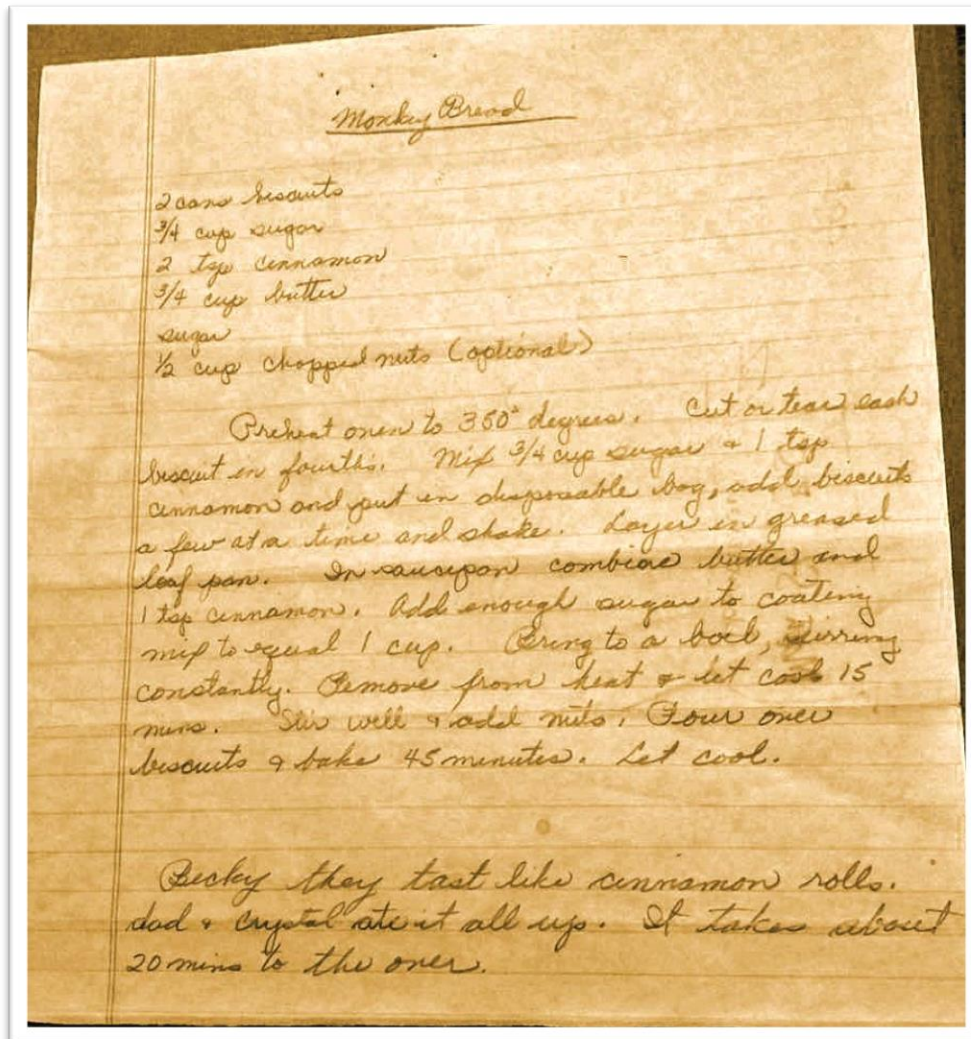 Monkey Bread
2 cans biscuits
3/4 cup sugar
2 tsp cinnamon
3/4 cup butter
sugar
1/2 cup chopped nuts (optional)
Preheat oven to 350° degrees. Cut or tear each
biscuit in fourths. Mix 3/4 cup sugar & 1 tsp
cinnamon and put in disposable bag, add biscuits
a few at a time and shake. Layer in greased
loaf pan. In saucepan combine butter and
1 tsp cinnamon. Add enough sugar to coating
mix to equal 1 cup. Bring to a boil, stirring
constantly. Remove from heat & let cool 15
mins. Stir well & add nuts. Pour over
biscuits & bake 45 minutes. Let cool.
Becky they tast like cinnamon rolls.
dad & crystal ate it all up. It takes about
20 mins to the oven.